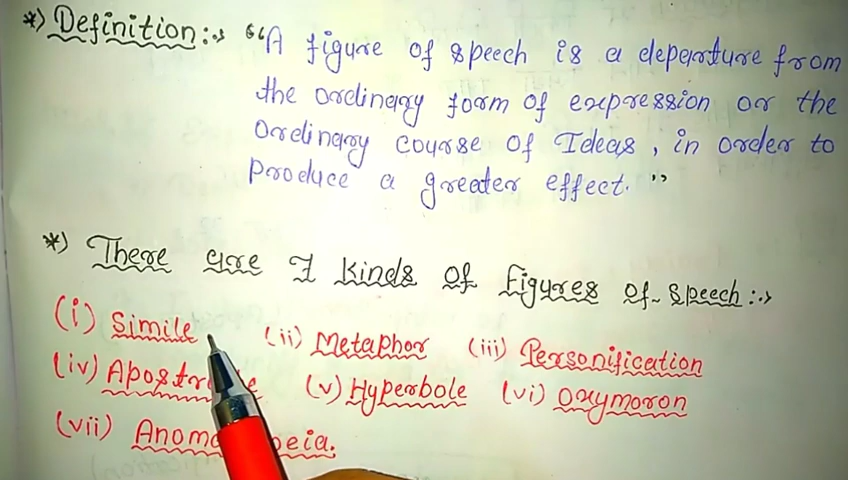 *) Definition:→ "A figure of speech is a departure from
the ordinary form of expression or the
ordinary course of Ideas, in order to
produce a greater effect."
*) There are 7 kinds of figures of speech:→
(i) Simile (ii) Metaphor (iii) Personification
(iv) (v) Hyperbole (vi) Oxymoron
(vii)